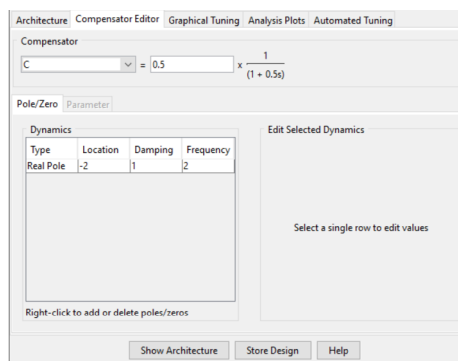 Architecture Compensator Editor Graphical Tuning Analysis Plots Automated Tuning
Compensator
C = 0.5 x 1
(1 + 0.5s)
Pole/Zero Parameter
Dynamics
Type Location Damping Frequency
Real Pole -2 1 2
Right-click to add or delete poles/zeros
Edit Selected Dynamics
Select a single row to edit values
Show Architecture Store Design Help